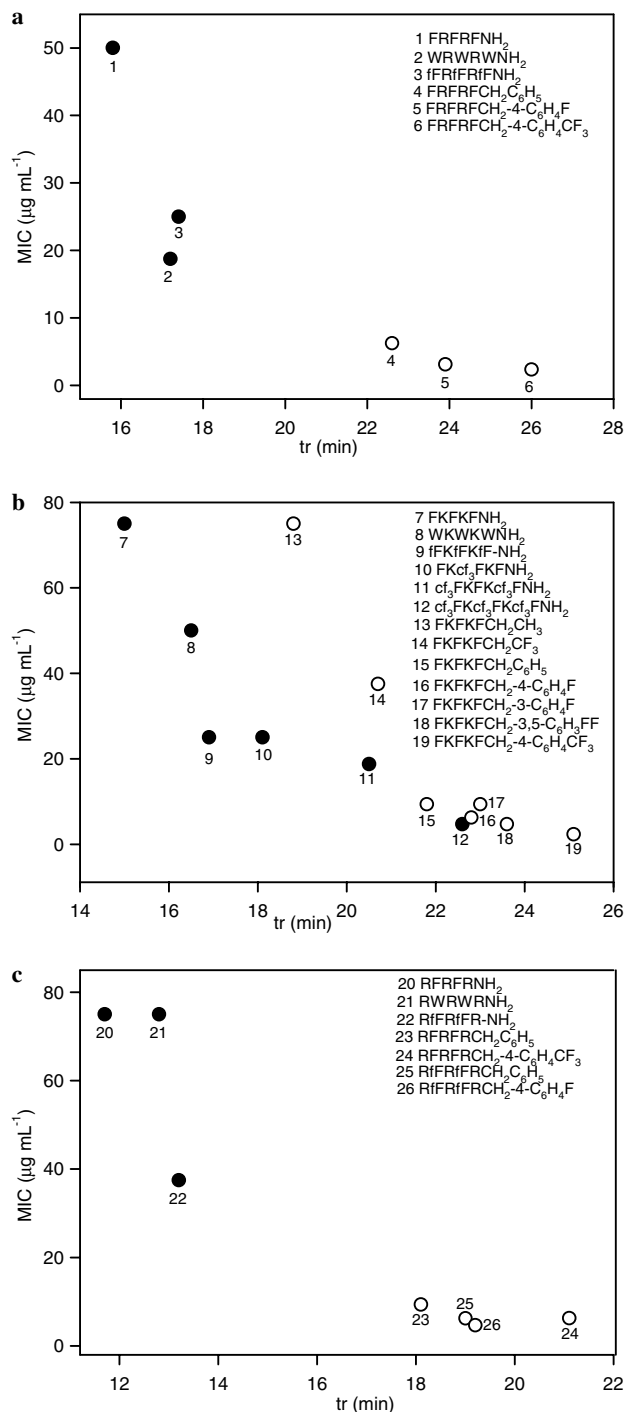 a
50
40
30
20
10
0
MIC (μg mL⁻¹)
1
2
3
4
5
6
1 FRFRFNH₂
2 WRWRWNH₂
3 fFRfFRfFNH₂
4 FRFRFCH₂C₆H₅
5 FRFRFCH₂-4-C₆H₄F
6 FRFRFCH₂-4-C₆H₄CF₃
16 18 20 22 24 26 28
tr (min)
b
80
60
40
20
0
MIC (μg mL⁻¹)
7
8
9
10
11
12
13
14
15
16
17
18
19
7 FKFKFNH₂
8 WKWKWNH₂
9 fFKfFKfF-NH₂
10 FKcf₃FKFNH₂
11 cf₃FKFKcf₃FNH₂
12 cf₃FKcf₃FKcf₃FNH₂
13 FKFKFCH₂CH₃
14 FKFKFCH₂CF₃
15 FKFKFCH₂C₆H₅
16 FKFKFCH₂-4-C₆H₄F
17 FKFKFCH₂-3-C₆H₄F
18 FKFKFCH₂-3,5-C₆H₃FF
19 FKFKFCH₂-4-C₆H₄CF₃
14 16 18 20 22 24 26
tr (min)
c
80
60
40
20
0
MIC (μg mL⁻¹)
20
21
22
23
25
26
24
20 RFRFRNH₂
21 RWRWRNH₂
22 RfFRfFR-NH₂
23 RFRFRCH₂C₆H₅
24 RFRFRCH₂-4-C₆H₄CF₃
25 RfFRfFRCH₂C₆H₅
26 RfFRfFRCH₂-4-C₆H₄F
12 14 16 18 20 22
tr (min)